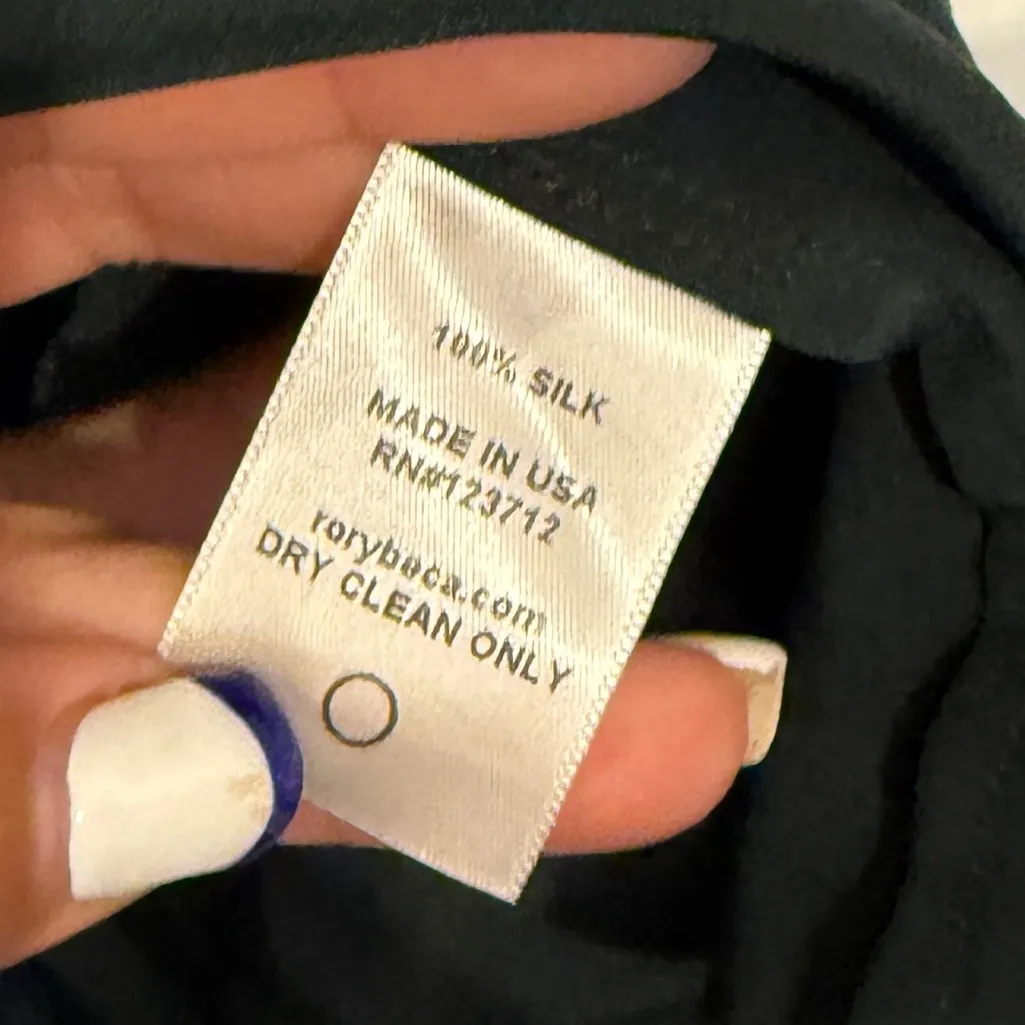 100% SILK
MADE IN USA
RN#123712
rorybeca.com
DRY CLEAN ONLY